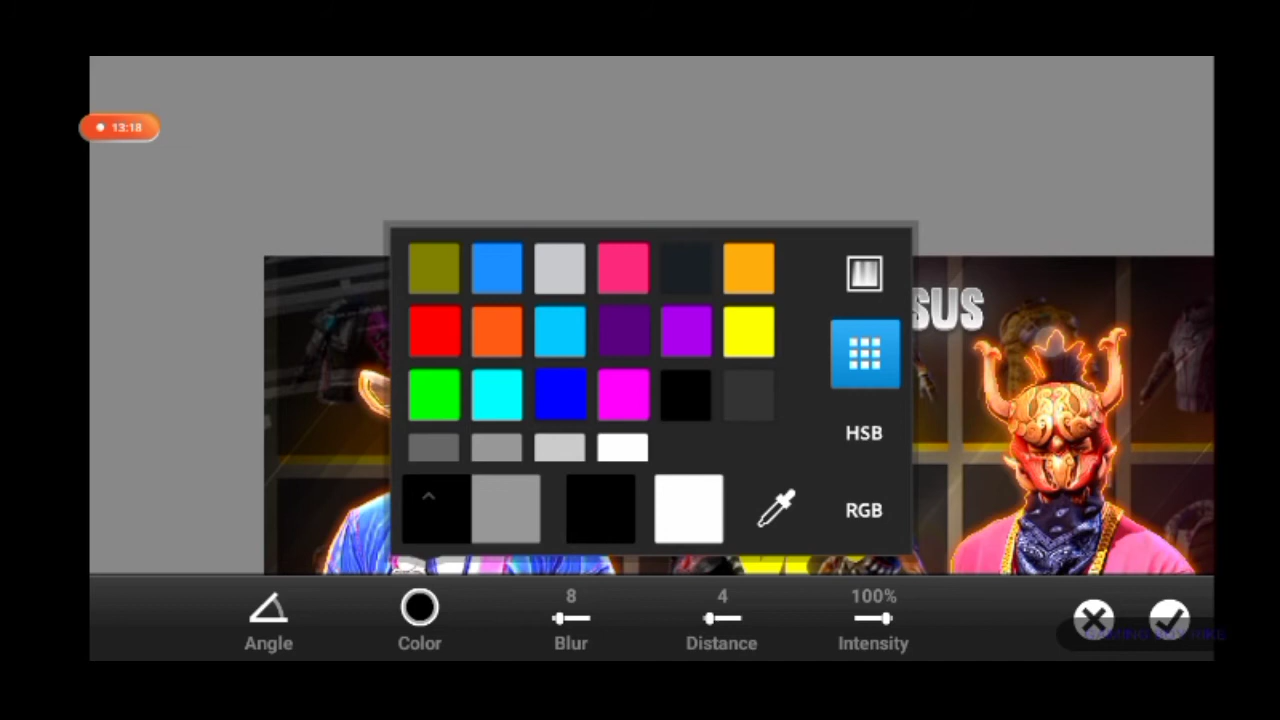 13:18
SUS
HSB
RGB
8
4
100%
Angle
Color
Blur
Distance
Intensity